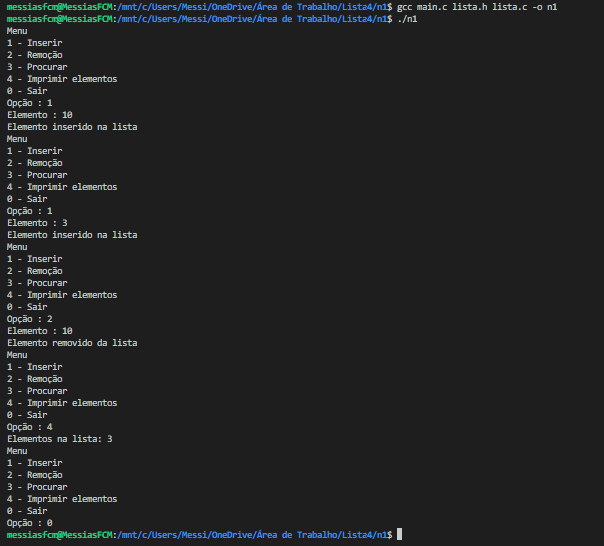 messiasfcm@MessiasFCM:/mnt/c/Users/Messi/OneDrive/Área de Trabalho/Lista4/n1$ gcc main.c lista.h lista.c -o n1
messiasfcm@MessiasFCM:/mnt/c/Users/Messi/OneDrive/Área de Trabalho/Lista4/n1$ ./n1
Menu
1 - Inserir
2 - Remoção
3 - Procurar
4 - Imprimir elementos
0 - Sair
Opção : 1
Elemento : 10
Elemento inserido na lista
Menu
1 - Inserir
2 - Remoção
3 - Procurar
4 - Imprimir elementos
0 - Sair
Opção : 1
Elemento : 3
Elemento inserido na lista
Menu
1 - Inserir
2 - Remoção
3 - Procurar
4 - Imprimir elementos
0 - Sair
Opção : 2
Elemento : 10
Elemento removido da lista
Menu
1 - Inserir
2 - Remoção
3 - Procurar
4 - Imprimir elementos
0 - Sair
Opção : 4
Elementos na lista: 3
Menu
1 - Inserir
2 - Remoção
3 - Procurar
4 - Imprimir elementos
0 - Sair
Opção : 0
messiasfcm@MessiasFCM:/mnt/c/Users/Messi/OneDrive/Área de Trabalho/Lista4/n1$